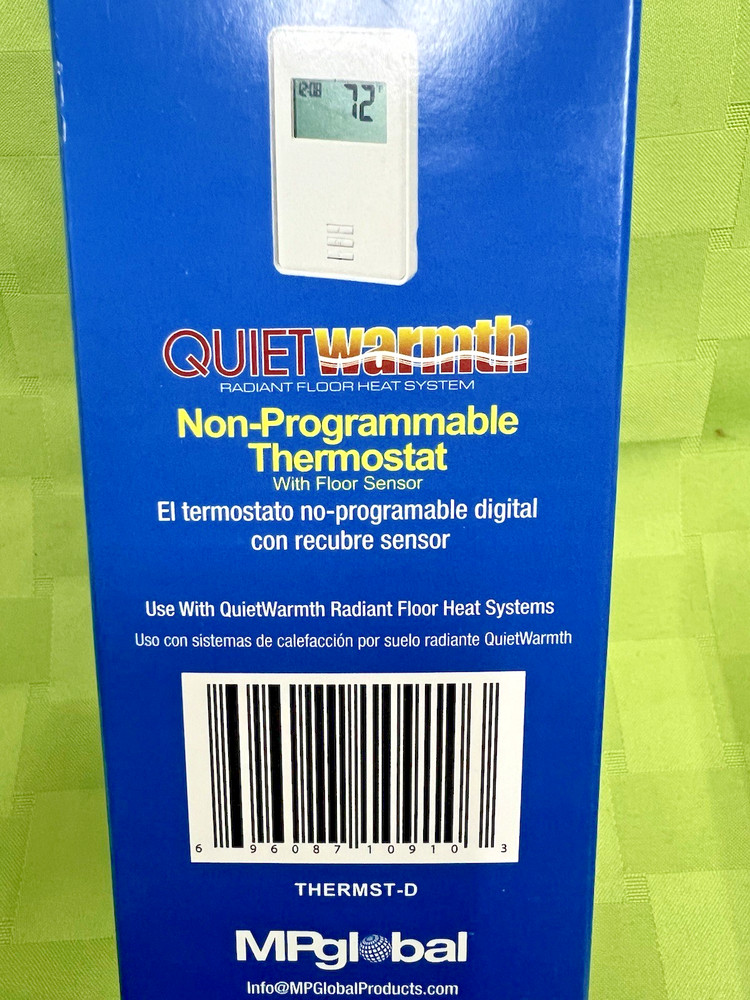 12:08
72°F
QUIETwarmth®
RADIANT FLOOR HEAT SYSTEM
Non-Programmable
Thermostat
With Floor Sensor
El termostato no-programable digital
con recubre sensor
Use With QuietWarmth Radiant Floor Heat Systems
Uso con sistemas de calefacción por suelo radiante QuietWarmth
6 96087 10910 3
THERMST-D
MPglobal
Info@MPGlobalProducts.com